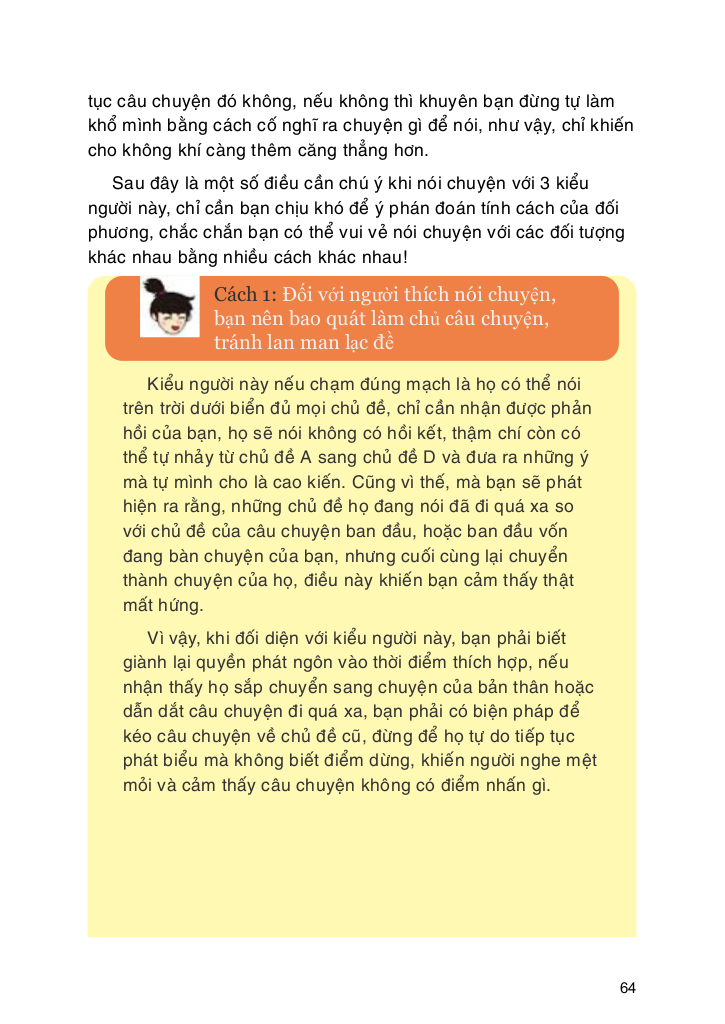 tục câu chuyện đó không, nếu không thì khuyên bạn đừng tự làm
khổ mình bằng cách cố nghĩ ra chuyện gì để nói, như vậy, chỉ khiến
cho không khí càng thêm căng thẳng hơn.
Sau đây là một số điều cần chú ý khi nói chuyện với 3 kiểu
người này, chỉ cần bạn chịu khó để ý phán đoán tính cách của đối
phương, chắc chắn bạn có thể vui vẻ nói chuyện với các đối tượng
khác nhau bằng nhiều cách khác nhau!
Cách 1: Đối với người thích nói chuyện,
bạn nên bao quát làm chủ câu chuyện,
tránh lan man lạc đề
Kiểu người này nếu chạm đúng mạch là họ có thể nói
trên trời dưới biển đủ mọi chủ đề, chỉ cần nhận được phản
hồi của bạn, họ sẽ nói không có hồi kết, thậm chí còn có
thể tự nhảy từ chủ đề A sang chủ đề D và đưa ra những ý
mà tự mình cho là cao kiến. Cũng vì thế, mà bạn sẽ phát
hiện ra rằng, những chủ đề họ đang nói đã đi quá xa so
với chủ đề của câu chuyện ban đầu, hoặc ban đầu vốn
đang bàn chuyện của bạn, nhưng cuối cùng lại chuyển
thành chuyện của họ, điều này khiến bạn cảm thấy thật
mất hứng.
Vì vậy, khi đối diện với kiểu người này, bạn phải biết
giành lại quyền phát ngôn vào thời điểm thích hợp, nếu
nhận thấy họ sắp chuyển sang chuyện của bản thân hoặc
dẫn dắt câu chuyện đi quá xa, bạn phải có biện pháp để
kéo câu chuyện về chủ đề cũ, đừng để họ tự do tiếp tục
phát biểu mà không biết điểm dừng, khiến người nghe mệt
mỏi và cảm thấy câu chuyện không có điểm nhấn gì.
64